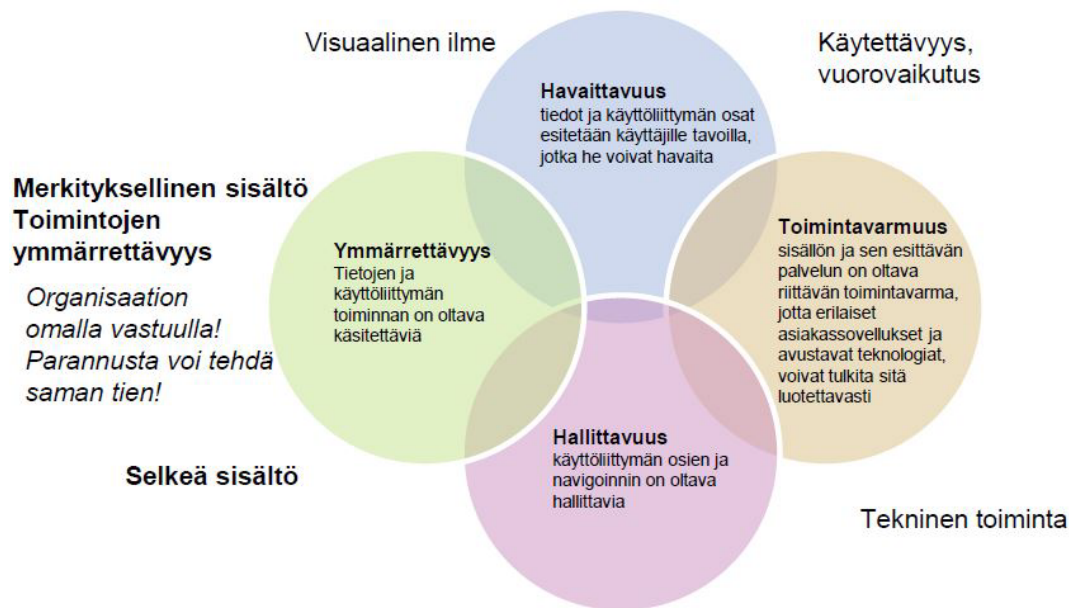 Visuaalinen ilme
Käytettävyys,
vuorovaikutus
Havaittavuus
tiedot ja käyttöliittymän osat
esitetään käyttäjille tavoilla,
jotka he voivat havaita
Merkityksellinen sisältö
Toimintojen
ymmärrettävyys
Organisaation
omalla vastuulla!
Parannusta voi tehdä
saman tien!
Ymmärrettävyys
Tietojen ja
käyttöliittymän
toiminnan on oltava
käsitettäviä
Toimintavarmuus
sisällön ja sen esittävän
palvelun on oltava
riittävän toimintavarma,
jotta erilaiset
asiakassovellukset ja
avustavat teknologiat,
voivat tulkita sitä
luotettavasti
Hallittavuus
käyttöliittymän osien ja
navigoinnin on oltava
hallittavia
Selkeä sisältö
Tekninen toiminta